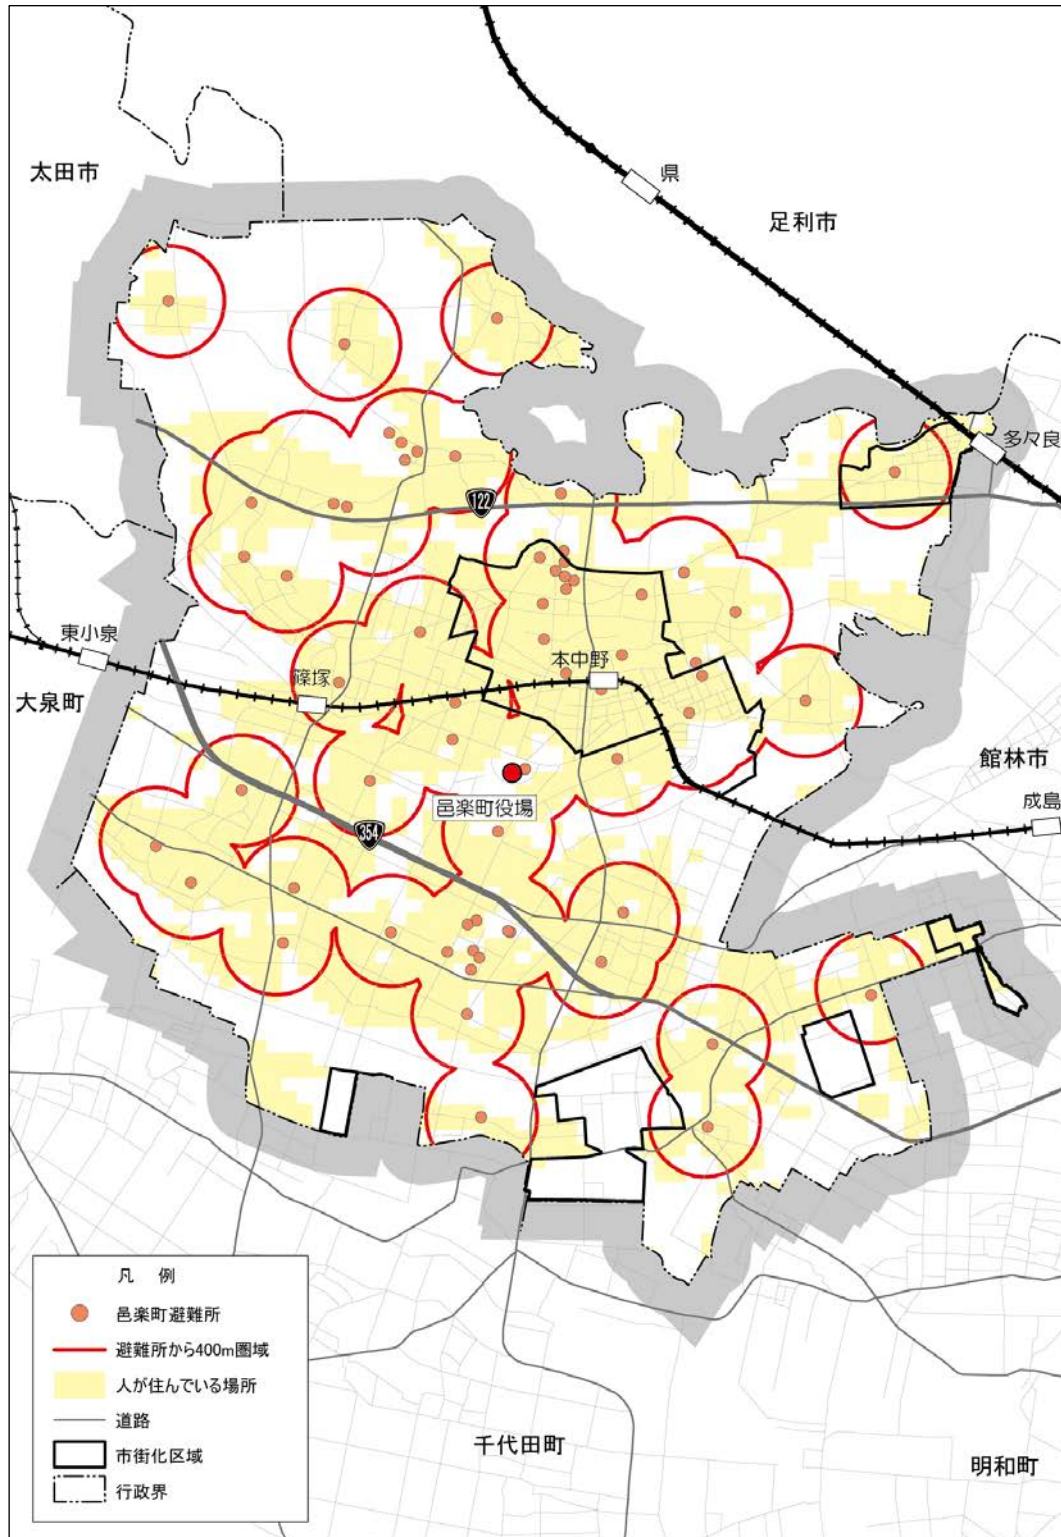 県
太田市
足利市
多々良
122
東小泉
本中野
篠塚
大泉町
館林市
成島
邑楽町役場
354
凡 例
邑楽町避難所
避難所から400m圏域
人が住んでいる場所
道路
市街化区域
行政界
千代田町
明和町